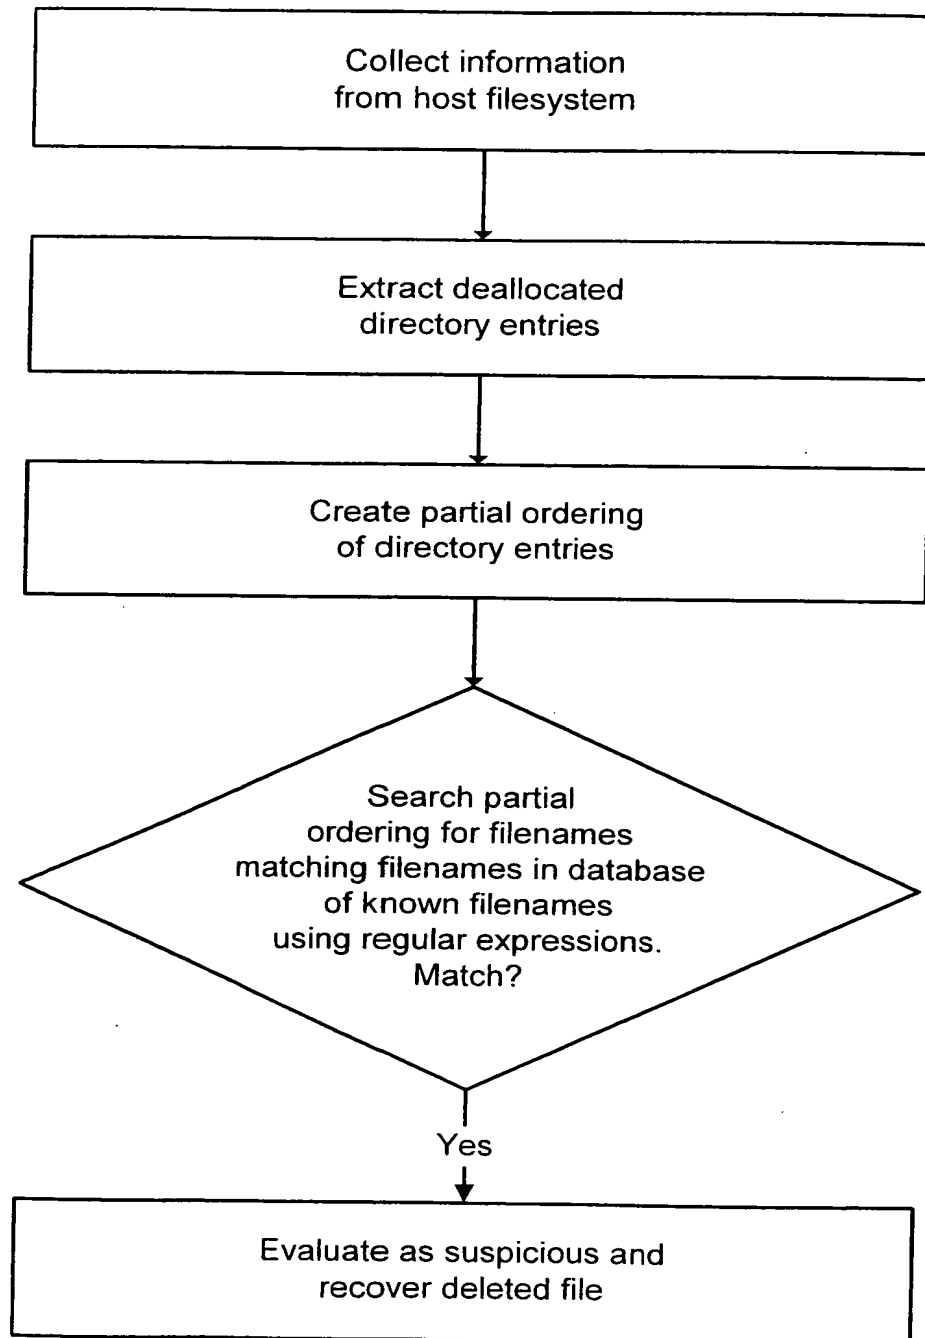 Collect information
from host filesystem
Extract deallocated
directory entries
Create partial ordering
of directory entries
Search partial
ordering for filenames
matching filenames in database
of known filenames
using regular expressions.
Match?
Yes
Evaluate as suspicious and
recover deleted file